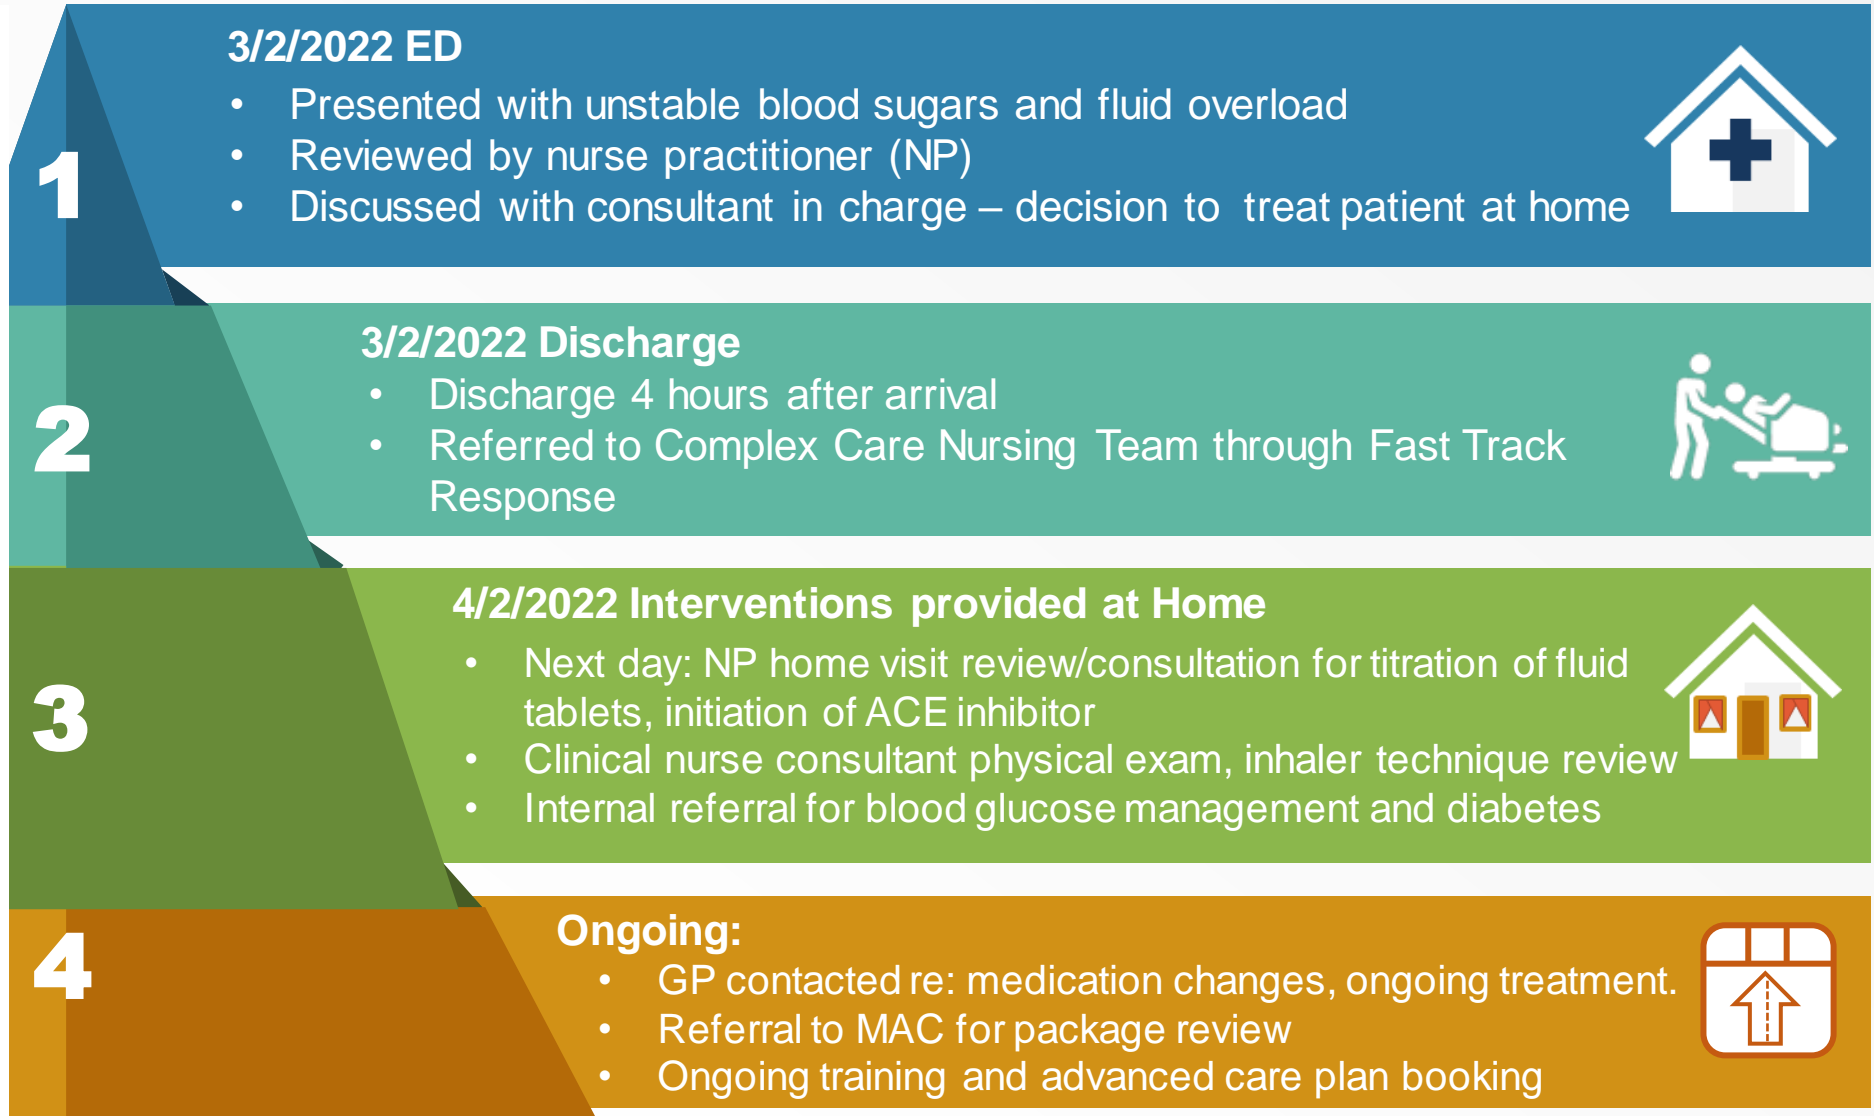 1
3/2/2022 ED
• Presented with unstable blood sugars and fluid overload
• Reviewed by nurse practitioner (NP)
• Discussed with consultant in charge – decision to treat patient at home
2
3/2/2022 Discharge
• Discharge 4 hours after arrival
• Referred to Complex Care Nursing Team through Fast Track
Response
3
4/2/2022 Interventions provided at Home
• Next day: NP home visit review/consultation for titration of fluid
tablets, initiation of ACE inhibitor
• Clinical nurse consultant physical exam, inhaler technique review
• Internal referral for blood glucose management and diabetes
4
Ongoing:
• GP contacted re: medication changes, ongoing treatment.
• Referral to MAC for package review
• Ongoing training and advanced care plan booking